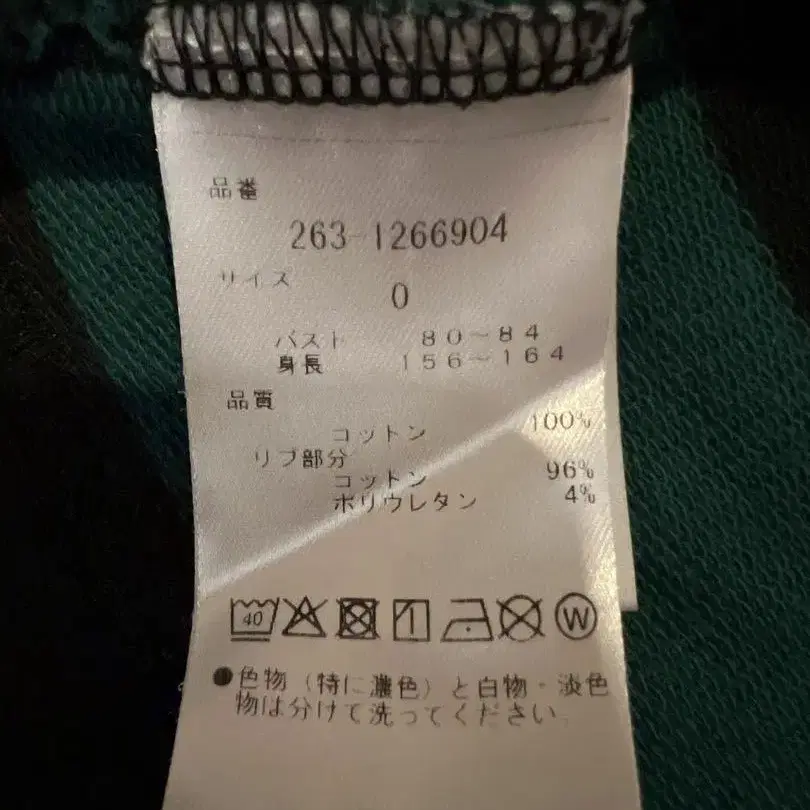 品番
263-1266904
サイズ
0
バスト 80～84
身長 156～164
品質
コットン 100%
リブ部分
コットン 96%
ポリウレタン 4%
40 W
●色物（特に濃色）と白物・淡色
物は分けて洗ってください。